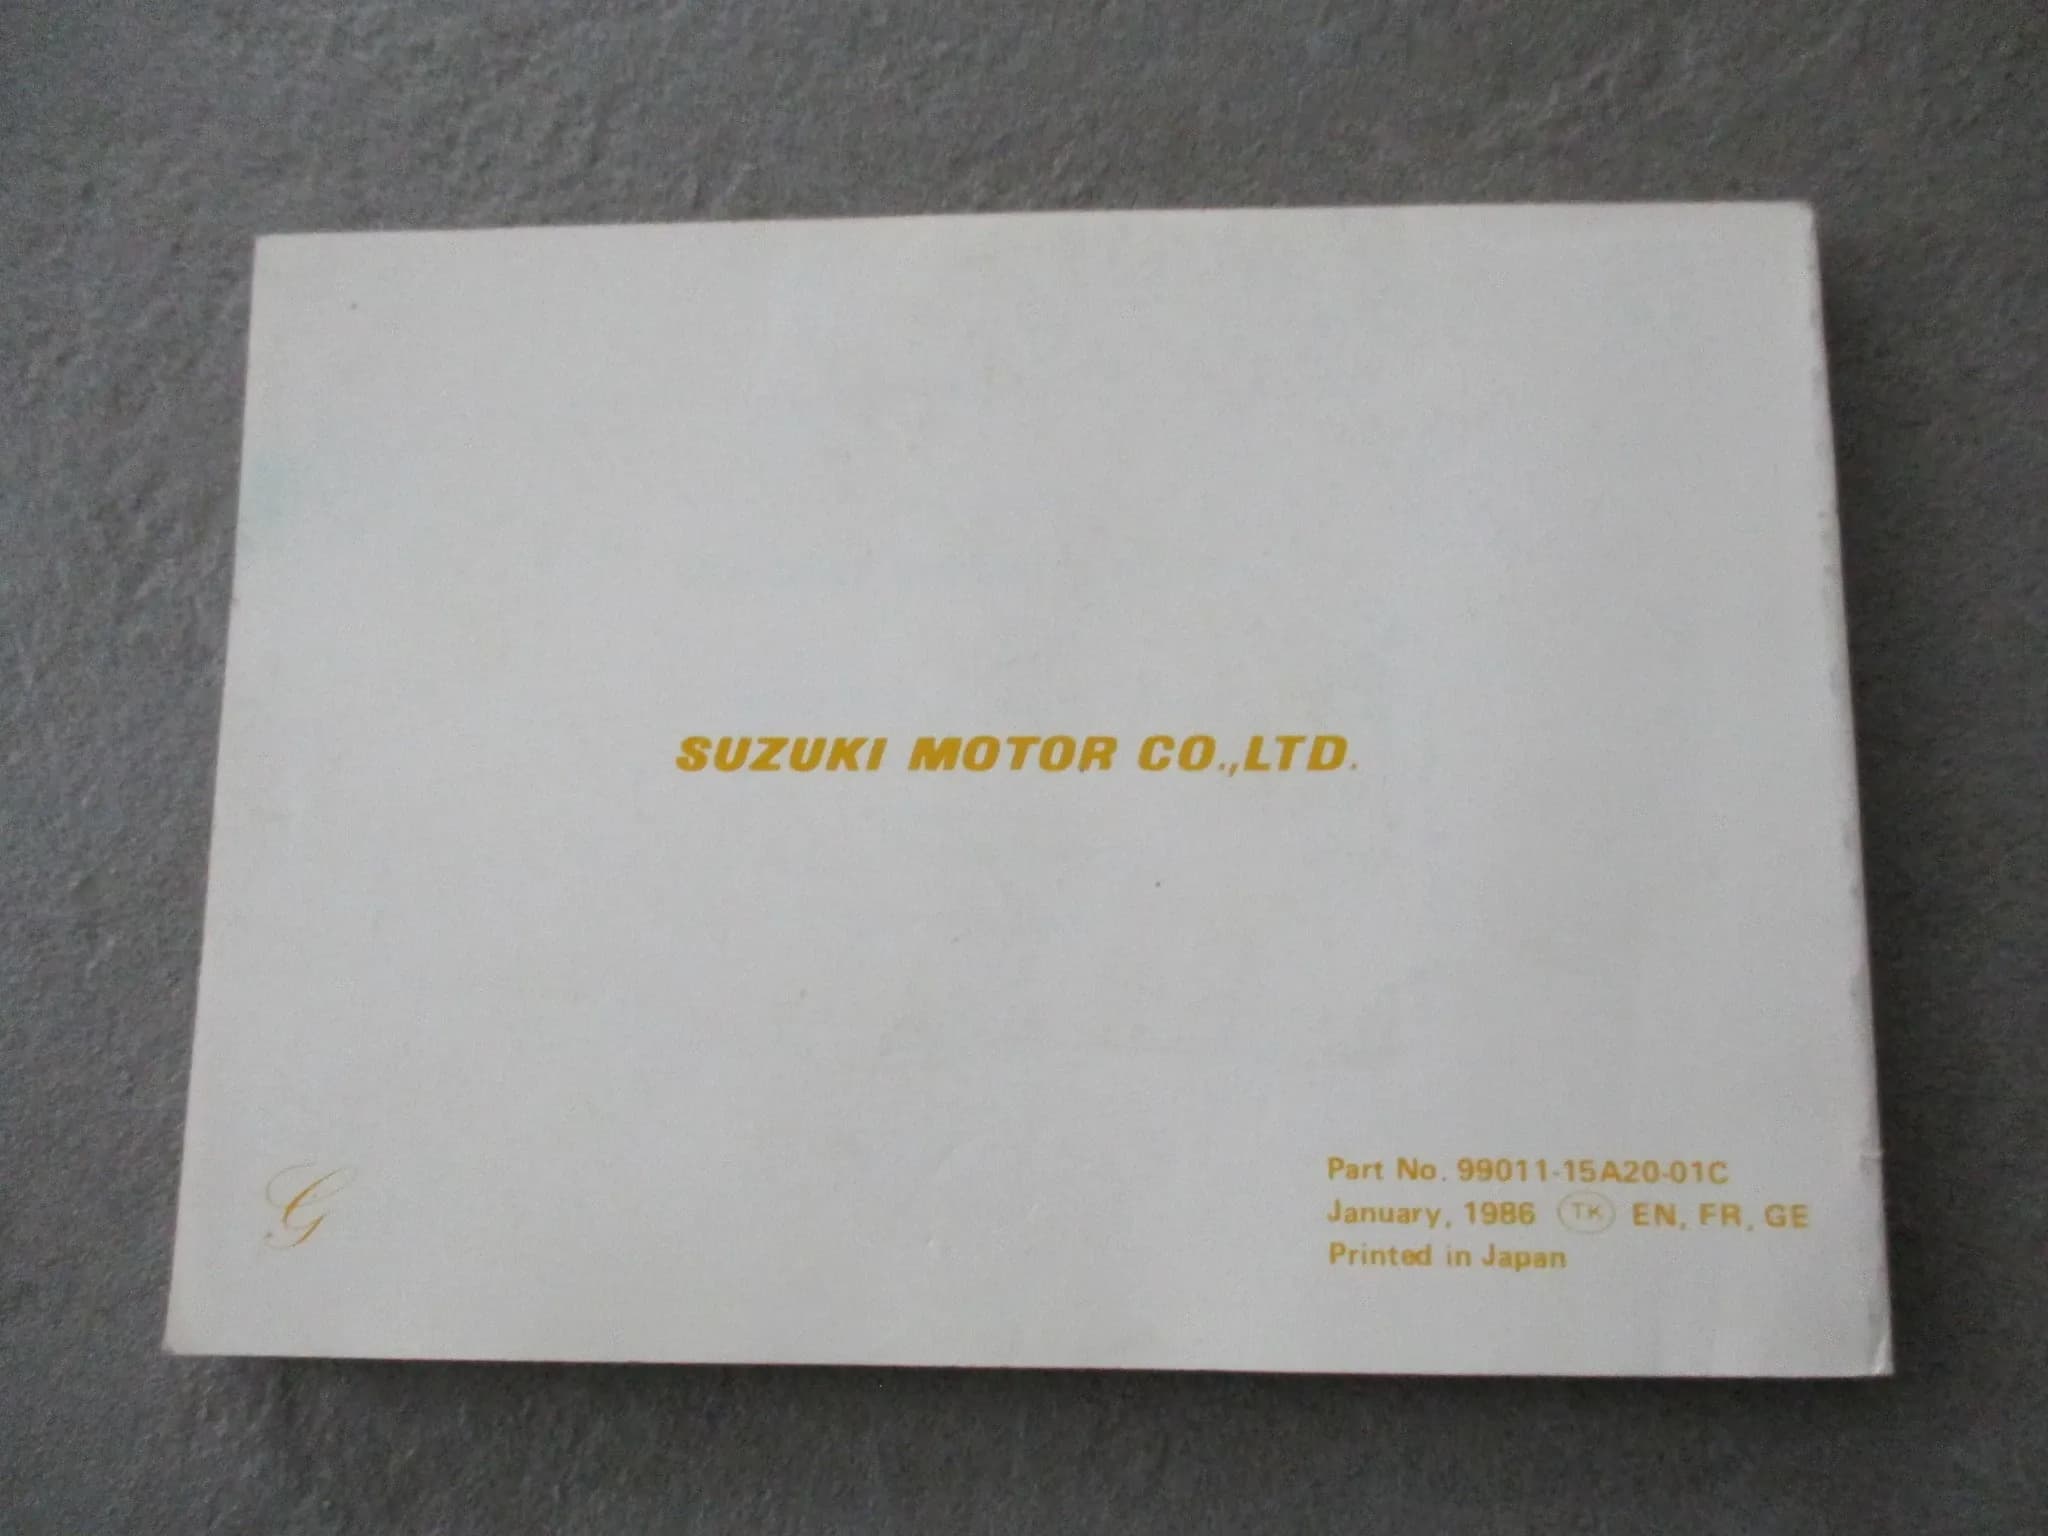 SUZUKI MOTOR CO.,LTD.
G
Part No. 99011-15A20-01C
January, 1986 TK EN, FR, GE
Printed in Japan